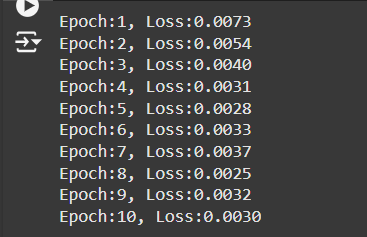 Epoch:1, Loss:0.0073
Epoch:2, Loss:0.0054
Epoch:3, Loss:0.0040
Epoch:4, Loss:0.0031
Epoch:5, Loss:0.0028
Epoch:6, Loss:0.0033
Epoch:7, Loss:0.0037
Epoch:8, Loss:0.0025
Epoch:9, Loss:0.0032
Epoch:10, Loss:0.0030